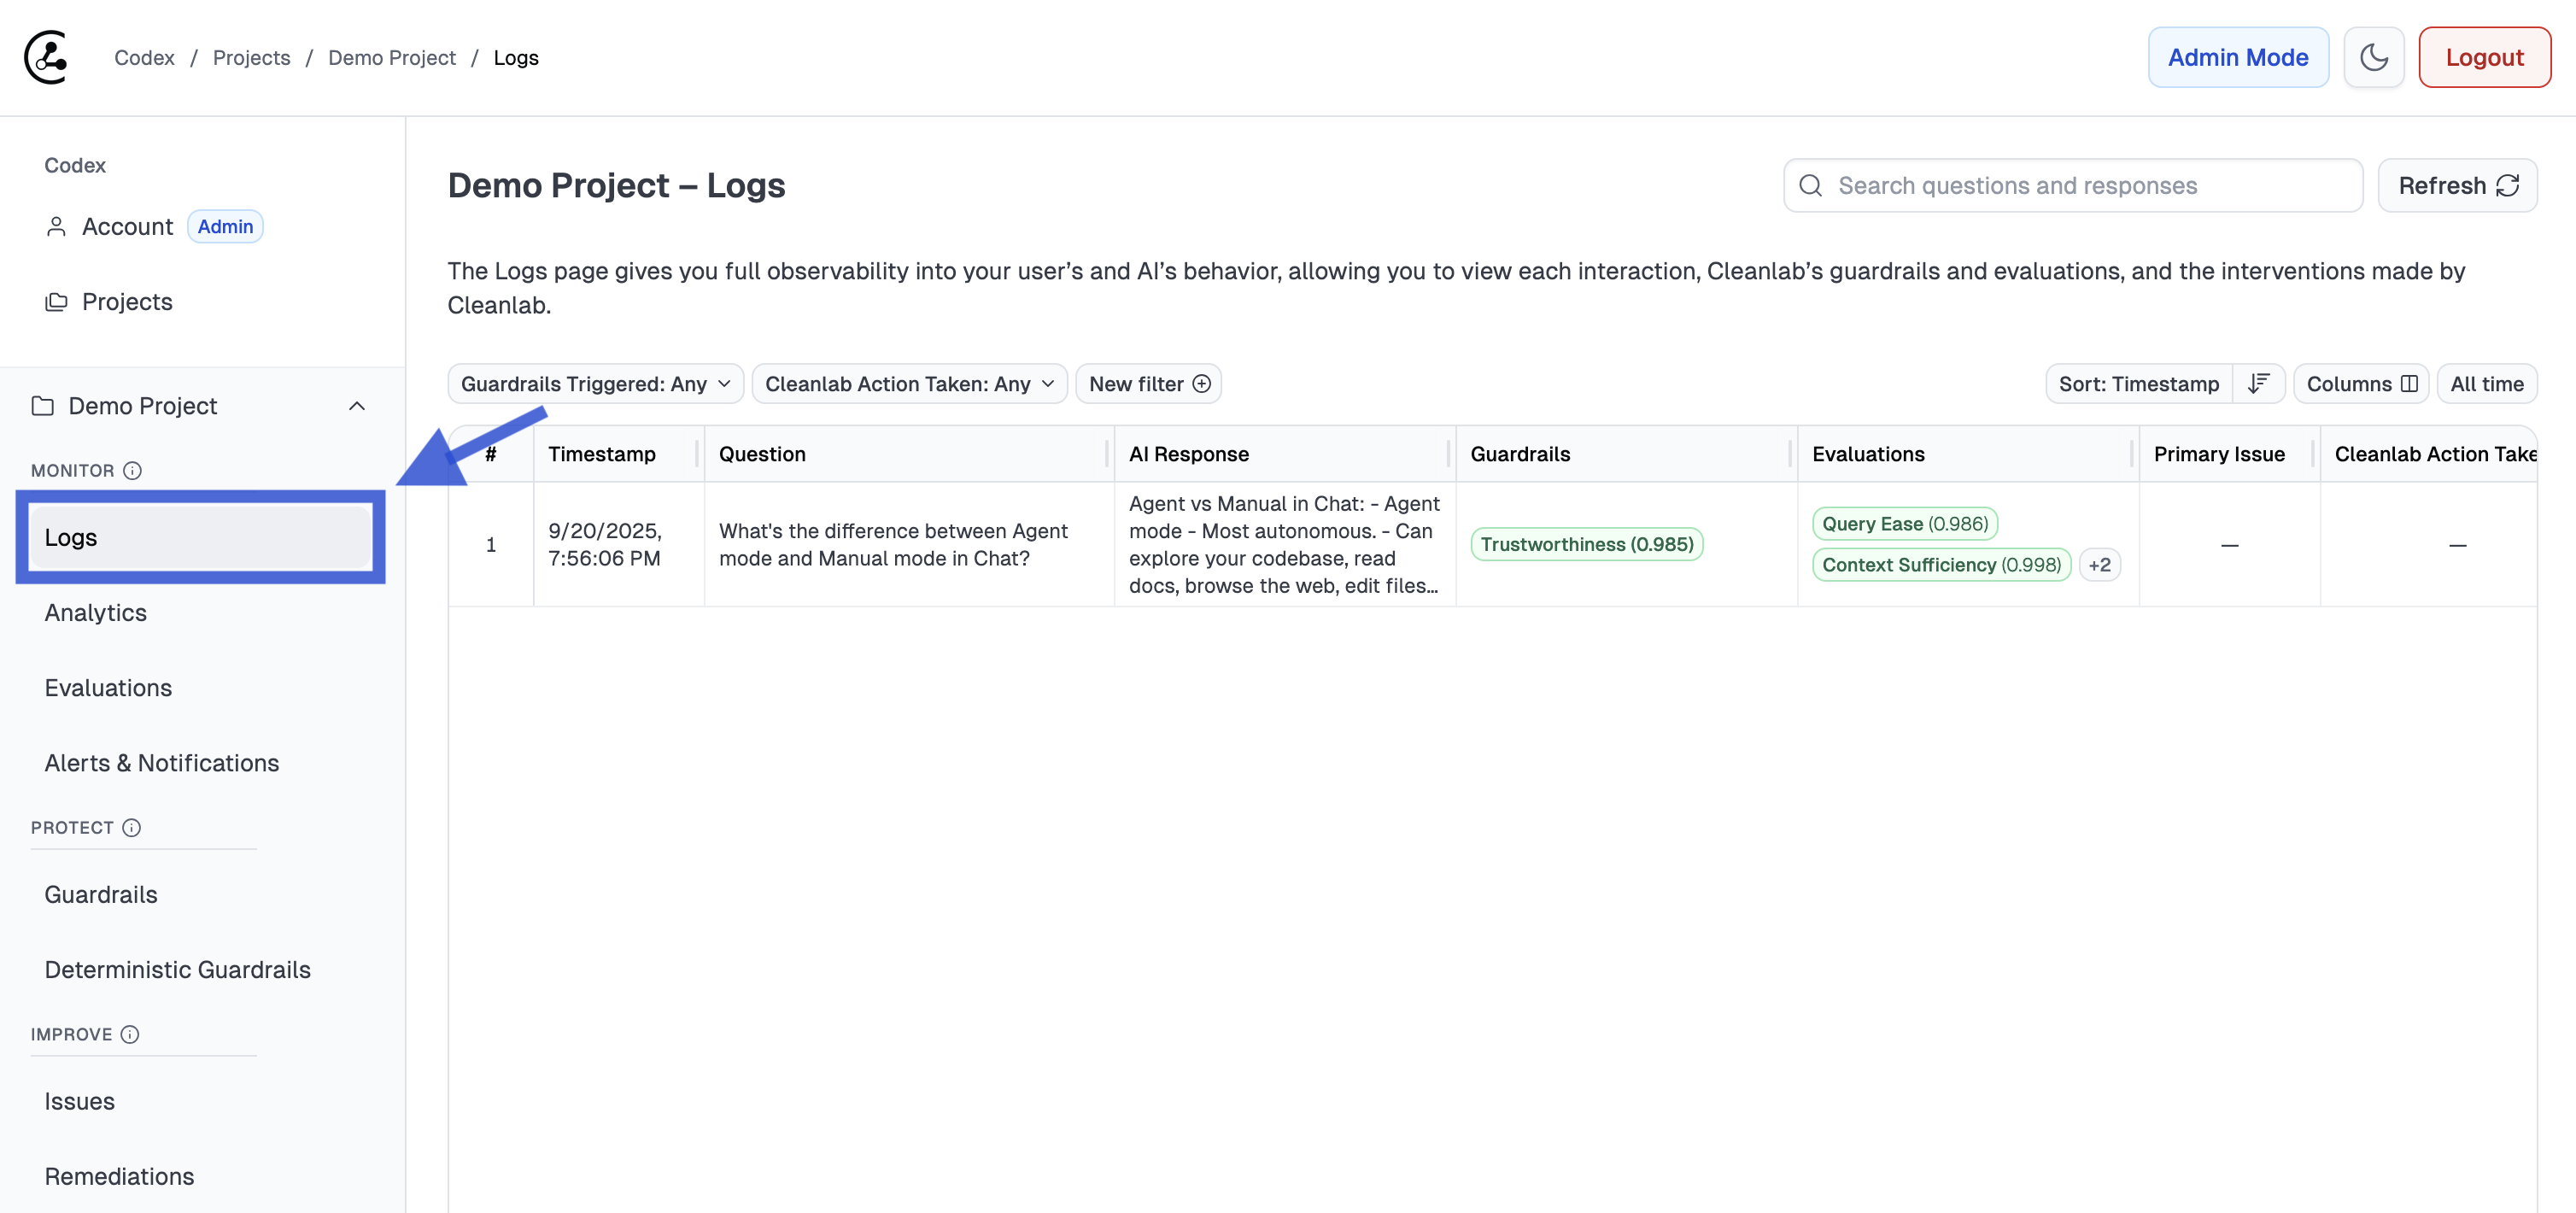 Codex / Projects / Demo Project / Logs
Admin Mode
Logout
Codex
Account Admin
Projects
Demo Project
MONITOR
Logs
Analytics
Evaluations
Alerts & Notifications
PROTECT
Guardrails
Deterministic Guardrails
IMPROVE
Issues
Remediations
Demo Project – Logs
Search questions and responses
Refresh
The Logs page gives you full observability into your user’s and AI’s behavior, allowing you to view each interaction, Cleanlab’s guardrails and evaluations, and the interventions made by
Cleanlab.
Guardrails Triggered: Any
Cleanlab Action Taken: Any
New filter
Sort: Timestamp
Columns
All time
# Timestamp Question AI Response Guardrails Evaluations Primary Issue Cleanlab Action Take
1
9/20/2025,
7:56:06 PM
What's the difference between Agent
mode and Manual mode in Chat?
Agent vs Manual in Chat: - Agent
mode - Most autonomous. - Can
explore your codebase, read
docs, browse the web, edit files...
Trustworthiness (0.985)
Query Ease (0.986)
Context Sufficiency (0.998) +2
—
—